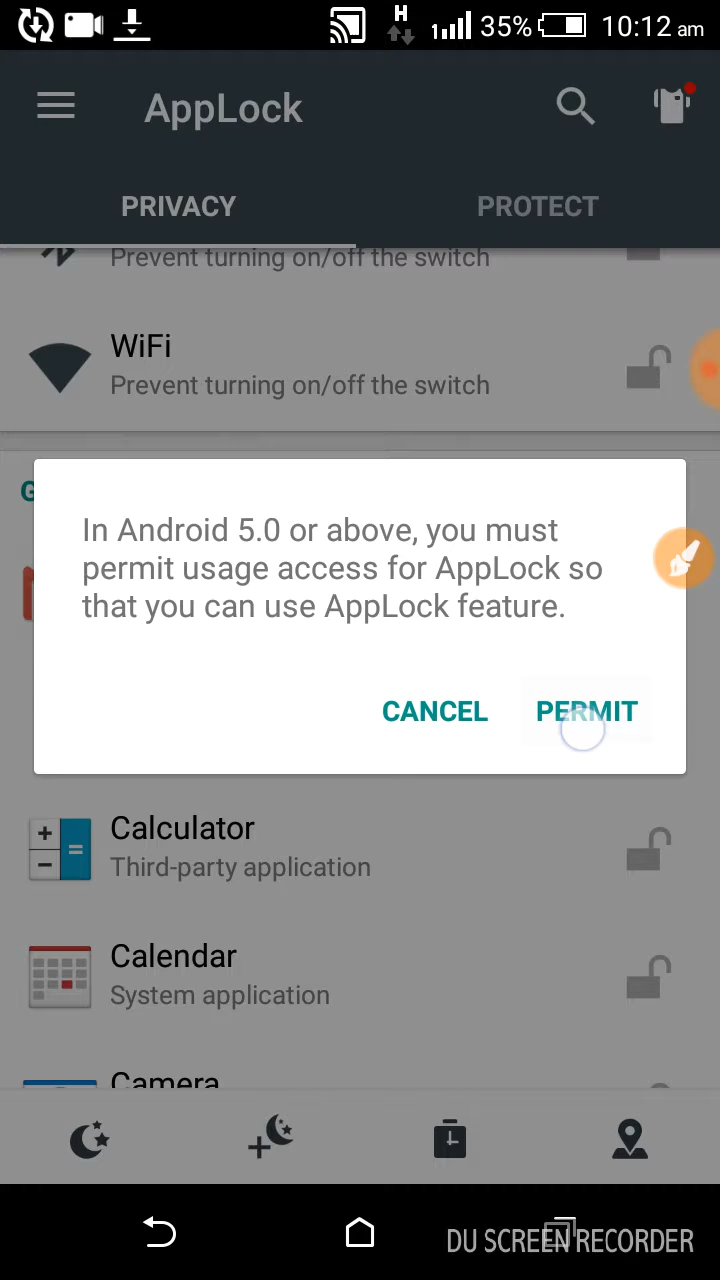 H 35% 10:12 am
AppLock
PRIVACY PROTECT
Prevent turning on/off the switch
WiFi
Prevent turning on/off the switch
G
In Android 5.0 or above, you must
permit usage access for AppLock so
that you can use AppLock feature.
CANCEL PERMIT
Calculator
Third-party application
Calendar
System application
Camera
DU SCREEN RECORDER